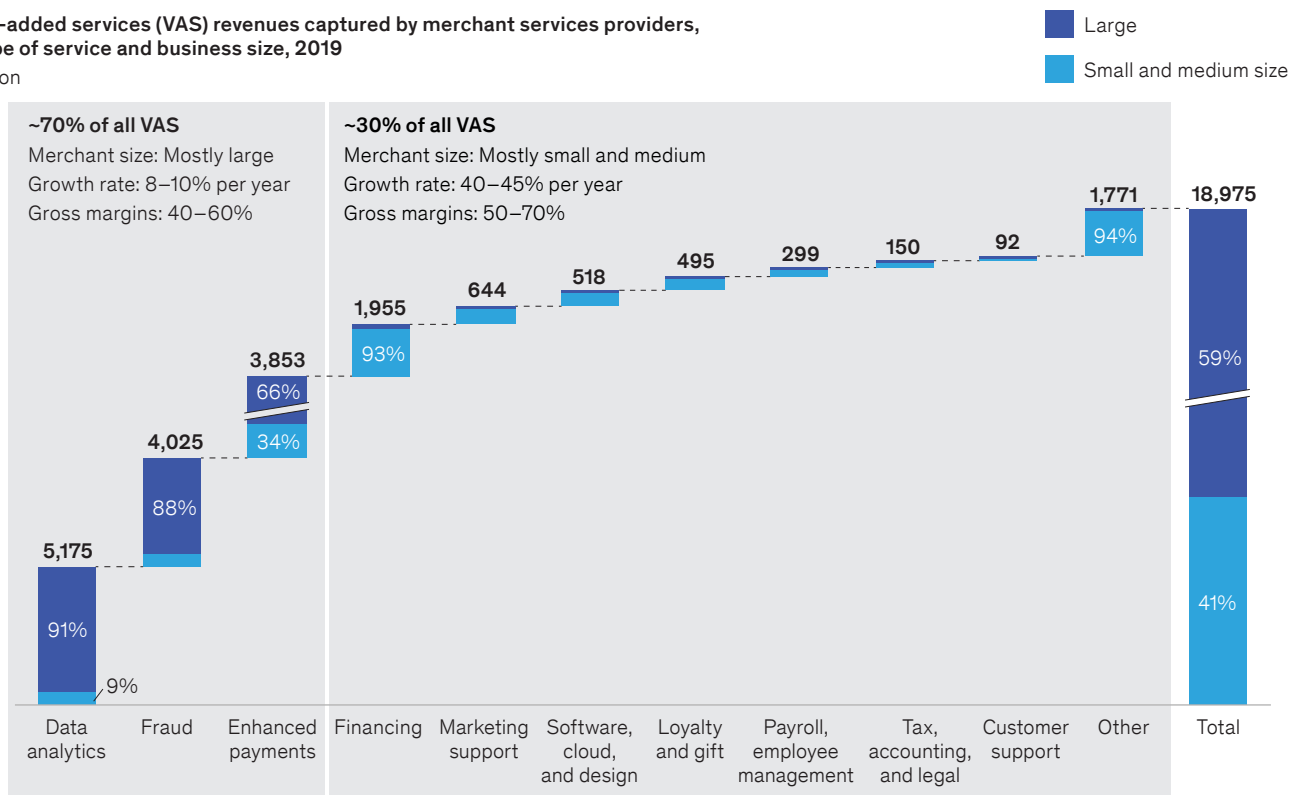 -added services (VAS) revenues captured by merchant services providers,
e of service and business size, 2019
on
Large
Small and medium size
~70% of all VAS
Merchant size: Mostly large
Growth rate: 8–10% per year
Gross margins: 40–60%
~30% of all VAS
Merchant size: Mostly small and medium
Growth rate: 40–45% per year
Gross margins: 50–70%
5,175
91%
9%
4,025
88%
3,853
66%
34%
1,955
93%
644
518
495
299
150
92
1,771
94%
18,975
59%
41%
Data
analytics
Fraud
Enhanced
payments
Financing
Marketing
support
Software,
cloud,
and design
Loyalty
and gift
Payroll,
employee
management
Tax,
accounting,
and legal
Customer
support
Other
Total